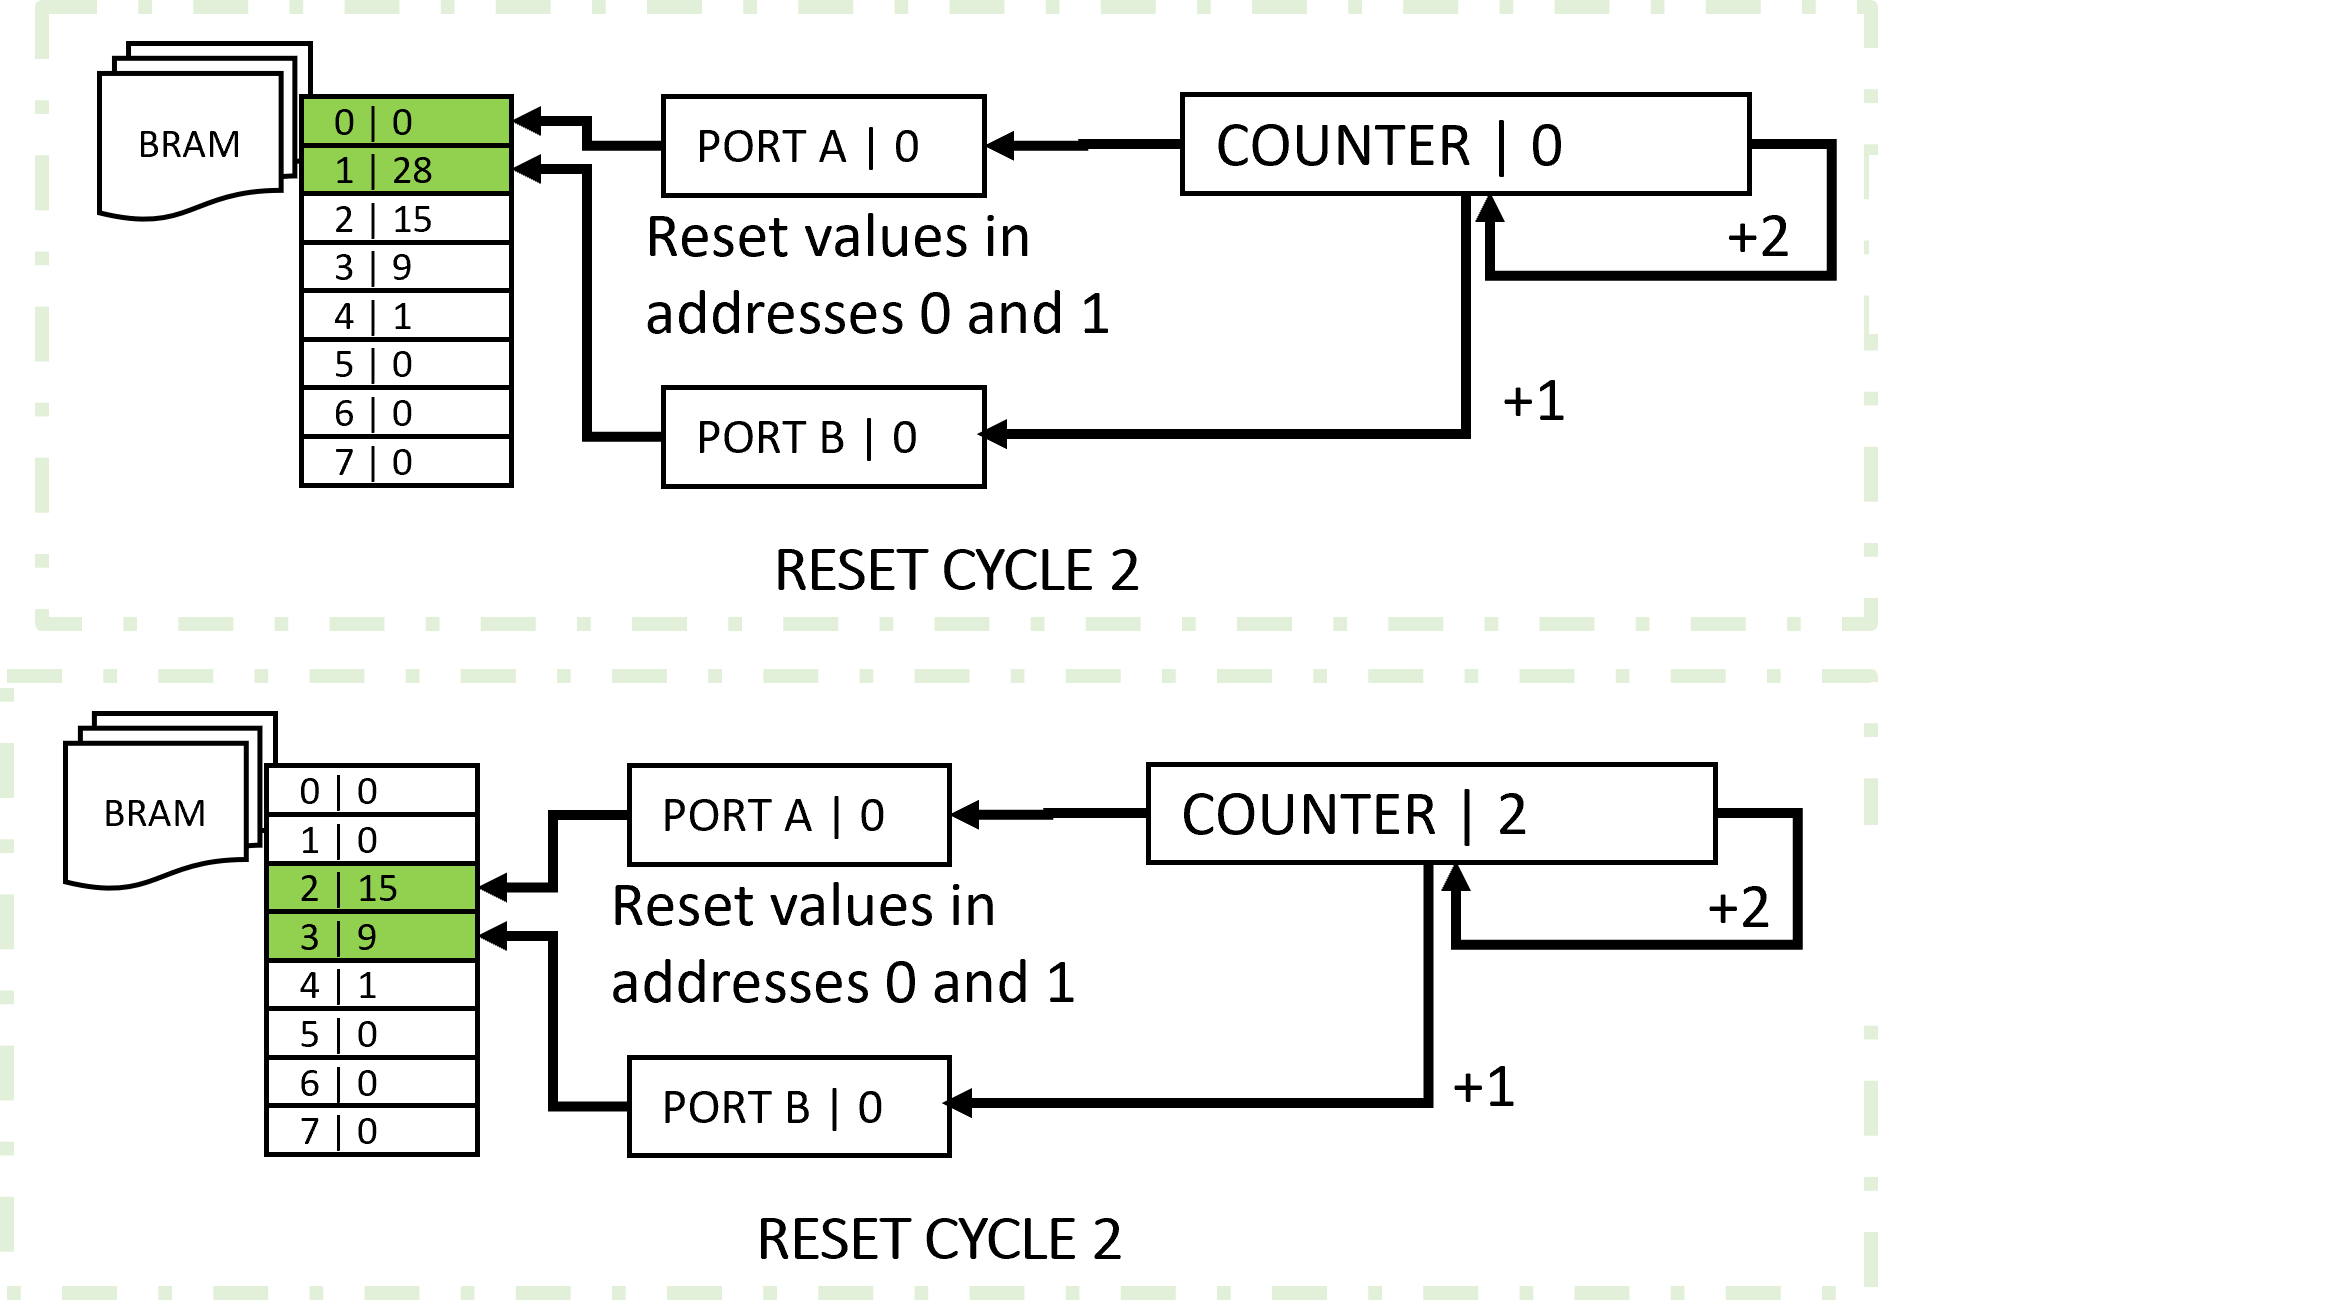 BRAM
0 | 0
1 | 28
2 | 15
3 | 9
4 | 1
5 | 0
6 | 0
7 | 0
PORT A | 0
COUNTER | 0
+2
Reset values in
addresses 0 and 1
+1
PORT B | 0
RESET CYCLE 2
BRAM
0 | 0
1 | 0
2 | 15
3 | 9
4 | 1
5 | 0
6 | 0
7 | 0
PORT A | 0
COUNTER | 2
+2
Reset values in
addresses 0 and 1
+1
PORT B | 0
RESET CYCLE 2